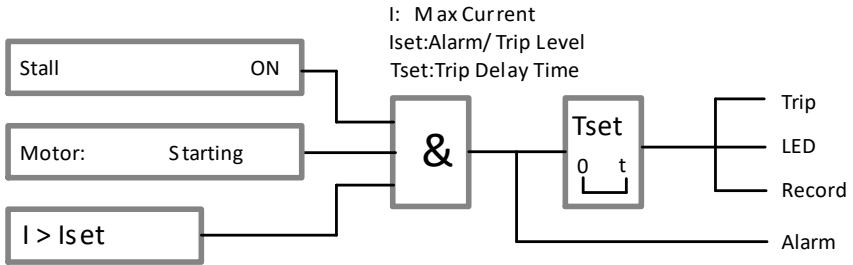 I: Max Current
Iset:Alarm/ Trip Level
Tset:Trip Delay Time
Stall ON
Motor: Starting
I > Iset
&
Tset
0 t
Trip
LED
Record
Alarm